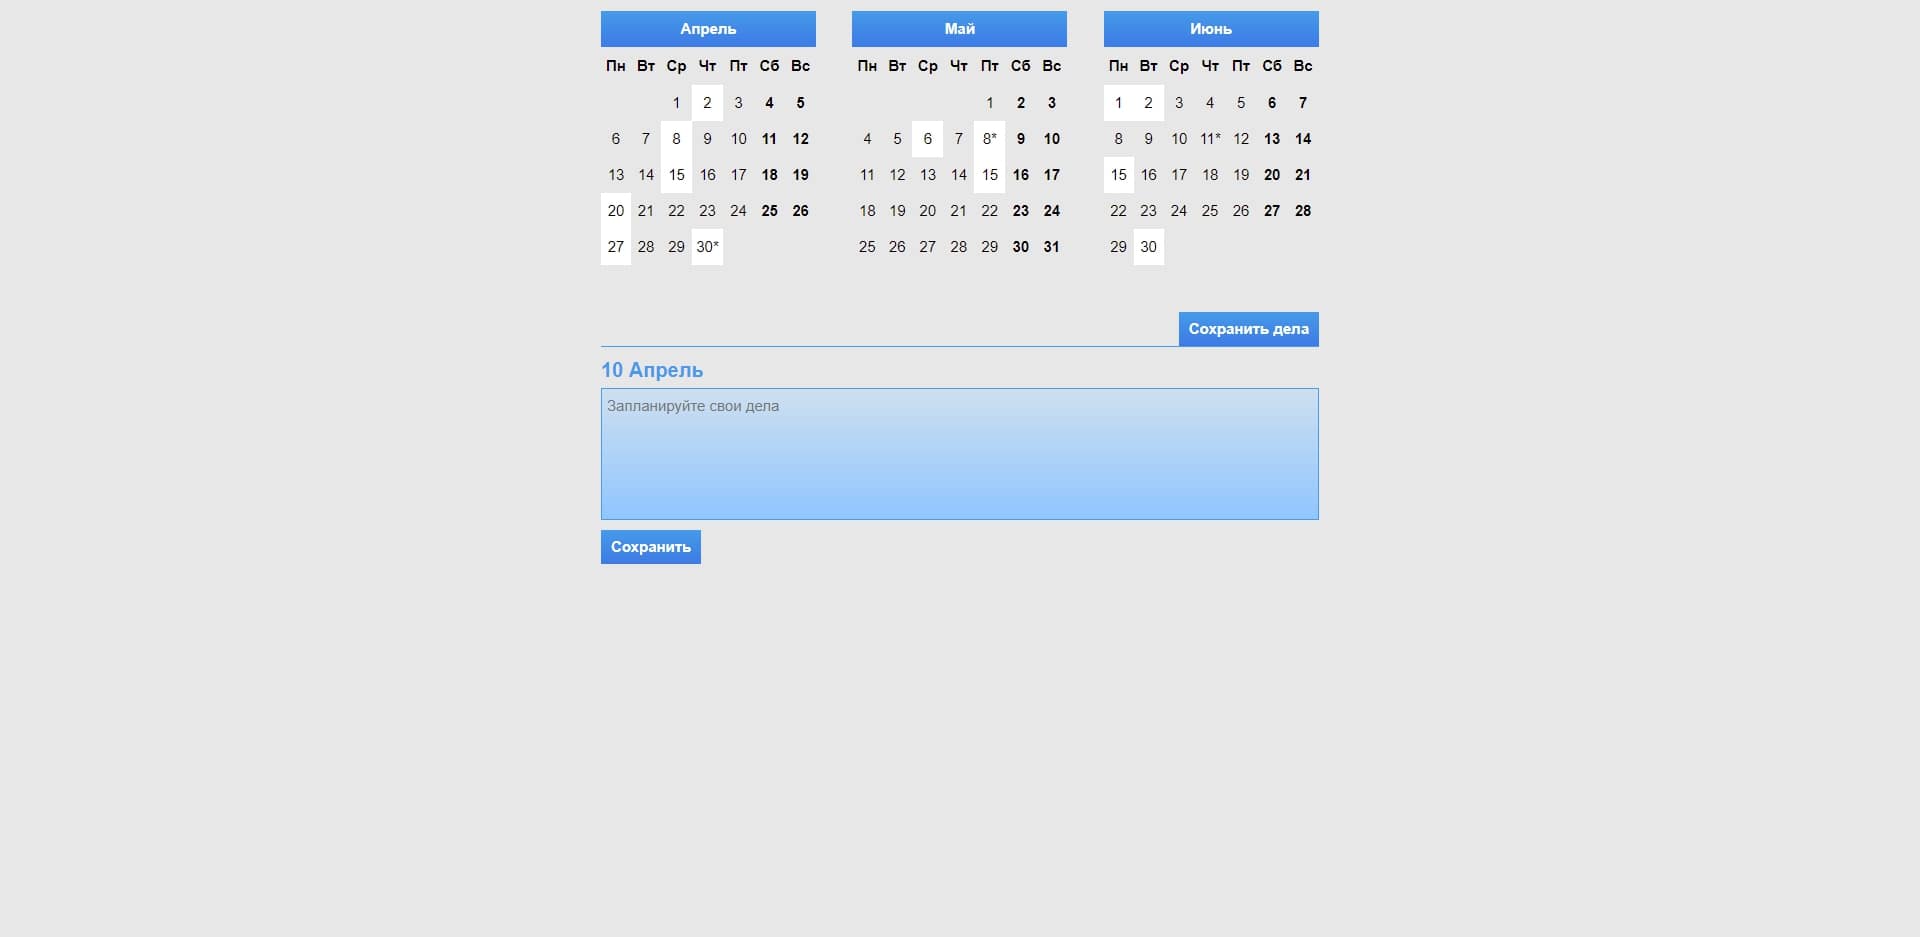 Апрель
Пн Вт Ср Чт Пт Сб Вс
1 2 3 4 5
6 7 8 9 10 11 12
13 14 15 16 17 18 19
20 21 22 23 24 25 26
27 28 29 30*
Май
Пн Вт Ср Чт Пт Сб Вс
1 2 3
4 5 6 7 8* 9 10
11 12 13 14 15 16 17
18 19 20 21 22 23 24
25 26 27 28 29 30 31
Июнь
Пн Вт Ср Чт Пт Сб Вс
1 2 3 4 5 6 7
8 9 10 11* 12 13 14
15 16 17 18 19 20 21
22 23 24 25 26 27 28
29 30
Сохранить дела
10 Апрель
Запланируйте свои дела
Сохранить